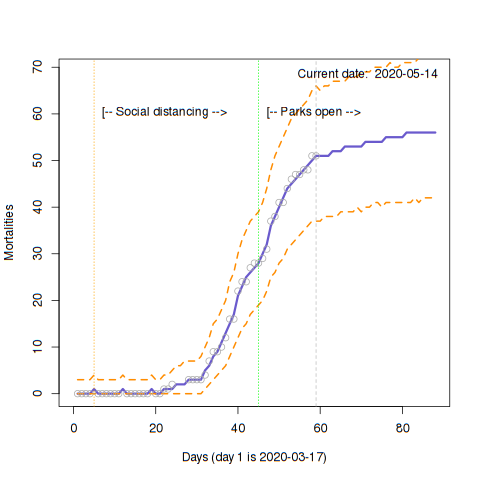 Current date: 2020-05-14
[-- Social distancing --> [-- Parks open -->
70
60
50
40
30
20
10
0
Mortalities
0 20 40 60 80
Days (day 1 is 2020-03-17)